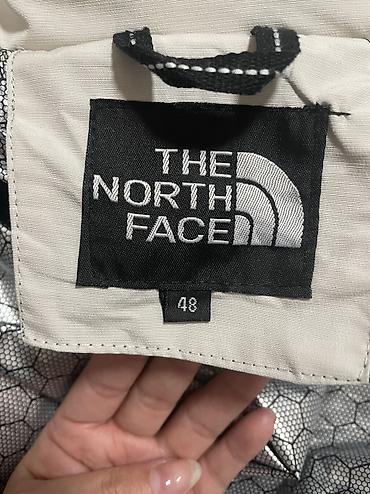 THE
NORTH
FACE
48